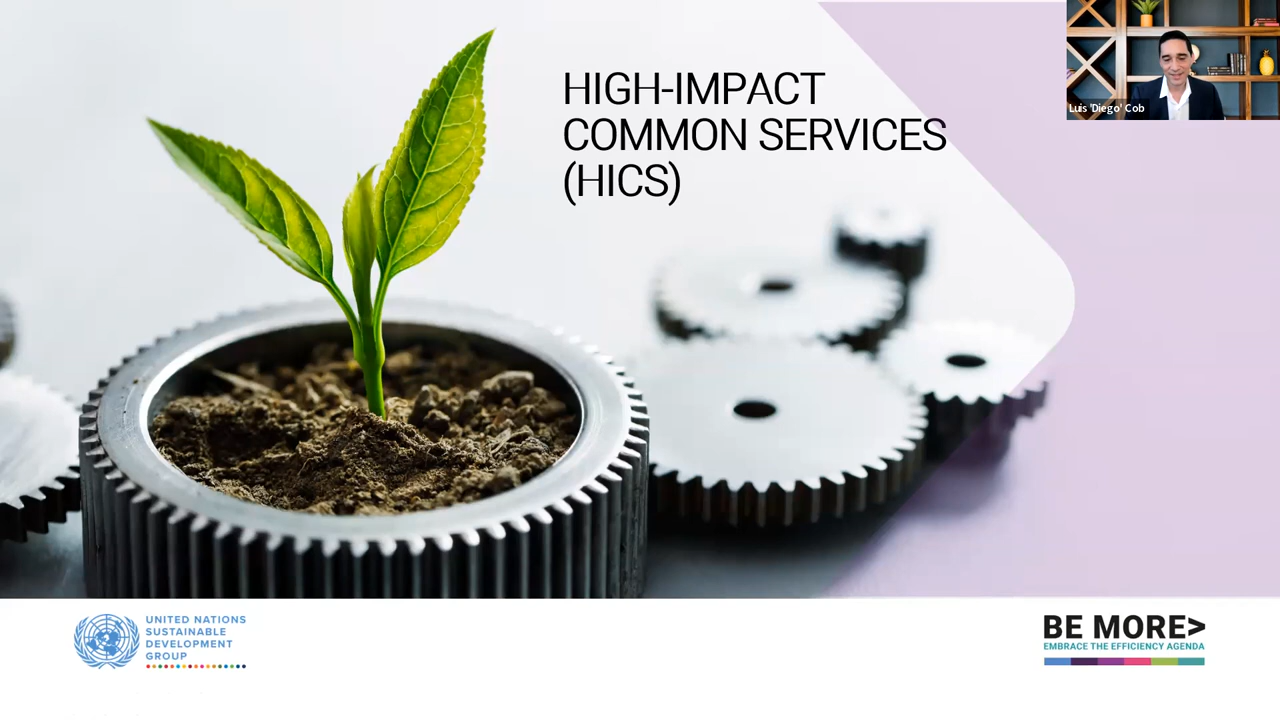 HIGH-IMPACT
COMMON SERVICES
(HICS)
Luis 'Diego' Cob
UNITED NATIONS
SUSTAINABLE
DEVELOPMENT
GROUP
BE MORE>
EMBRACE THE EFFICIENCY AGENDA